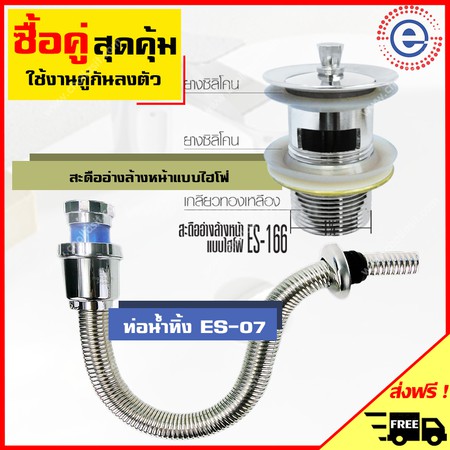 ซื้อคู่ สุดคุ้ม
ใช้งานคู่กันลงตัว
e
ยางซิลิโคน
ยางซิลิโคน
สะดืออ่างล้างหน้าแบบไฮโฟ
เกลียวทองเหลือง
สะดืออ่างล้างหน้า
แบบไฮโฟ ES-166
ท่อน้ำทิ้ง ES-07
ส่งฟรี !
FREE